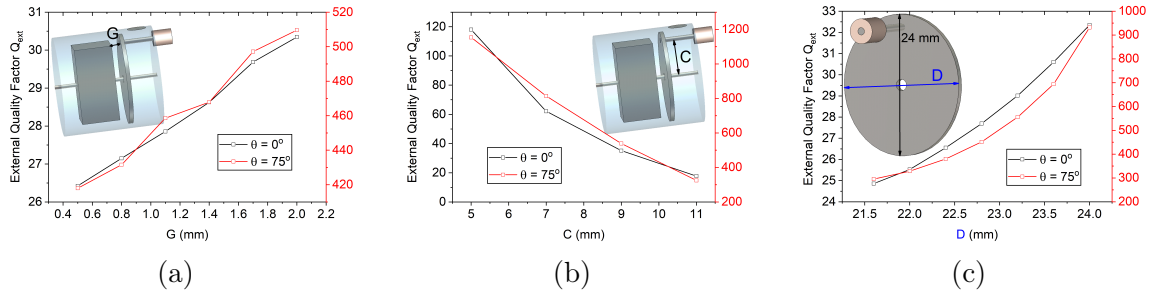 External Quality Factor Q_ext
31
30
29
28
27
26
520
500
480
460
440
420
G
θ = 0°
θ = 75°
0.4 0.6 0.8 1.0 1.2 1.4 1.6 1.8 2.0 2.2
G (mm)
(a)
External Quality Factor Q_ext
120
100
80
60
40
20
0
1200
1000
800
600
400
200
C
θ = 0°
θ = 75°
5 6 7 8 9 10 11
C (mm)
(b)
External Quality Factor Q_ext
33
32
31
30
29
28
27
26
25
24
1000
900
800
700
600
500
400
300
200
24 mm
D
θ = 0°
θ = 75°
21.5 22.0 22.5 23.0 23.5 24.0
D (mm)
(c)